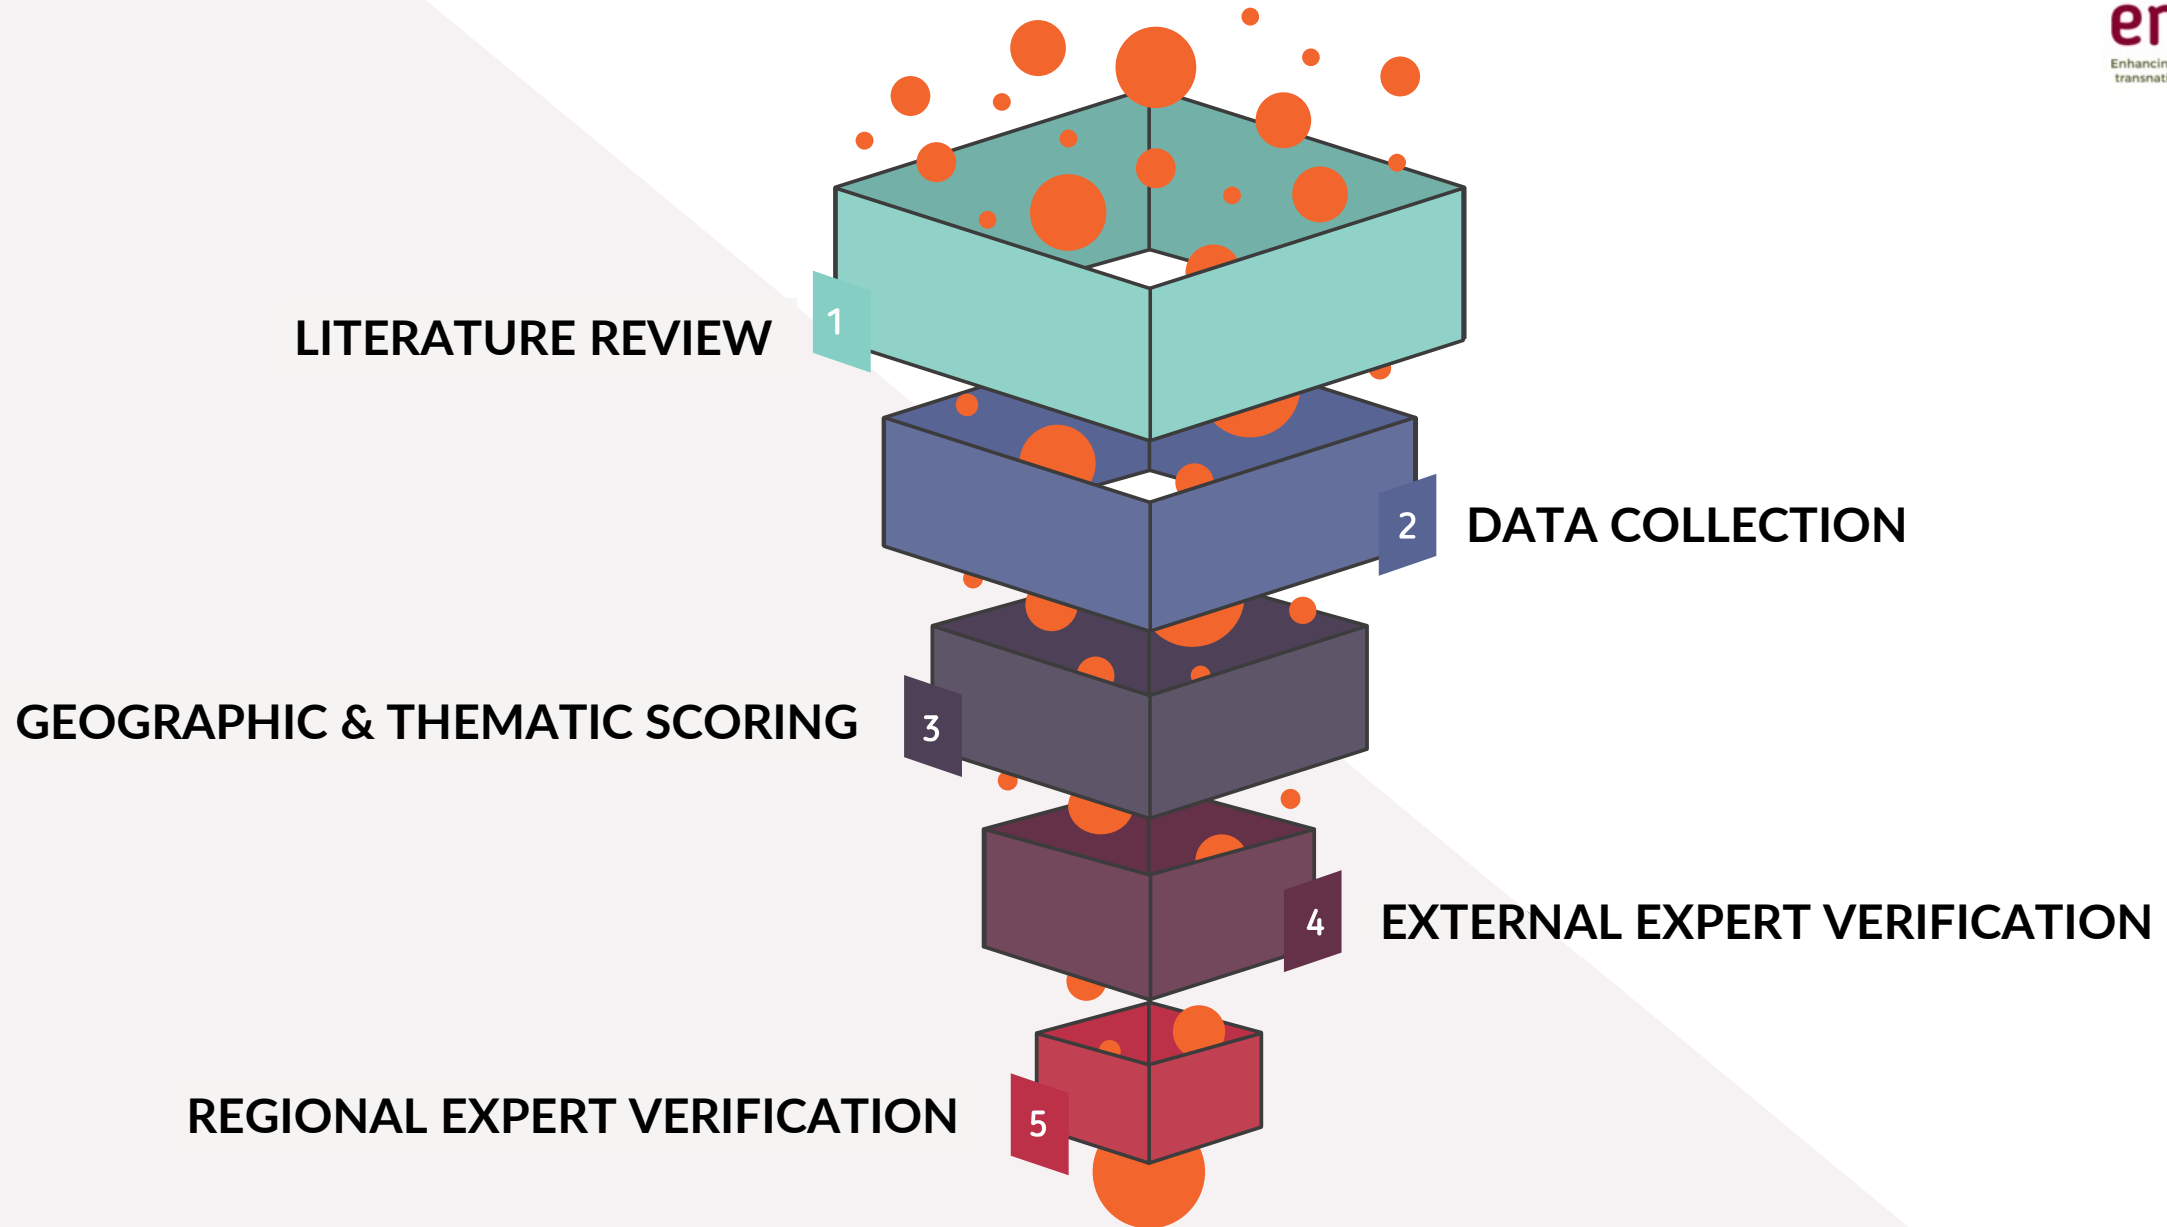 LITERATURE REVIEW
1
2
DATA COLLECTION
GEOGRAPHIC & THEMATIC SCORING
3
4
EXTERNAL EXPERT VERIFICATION
REGIONAL EXPERT VERIFICATION
5